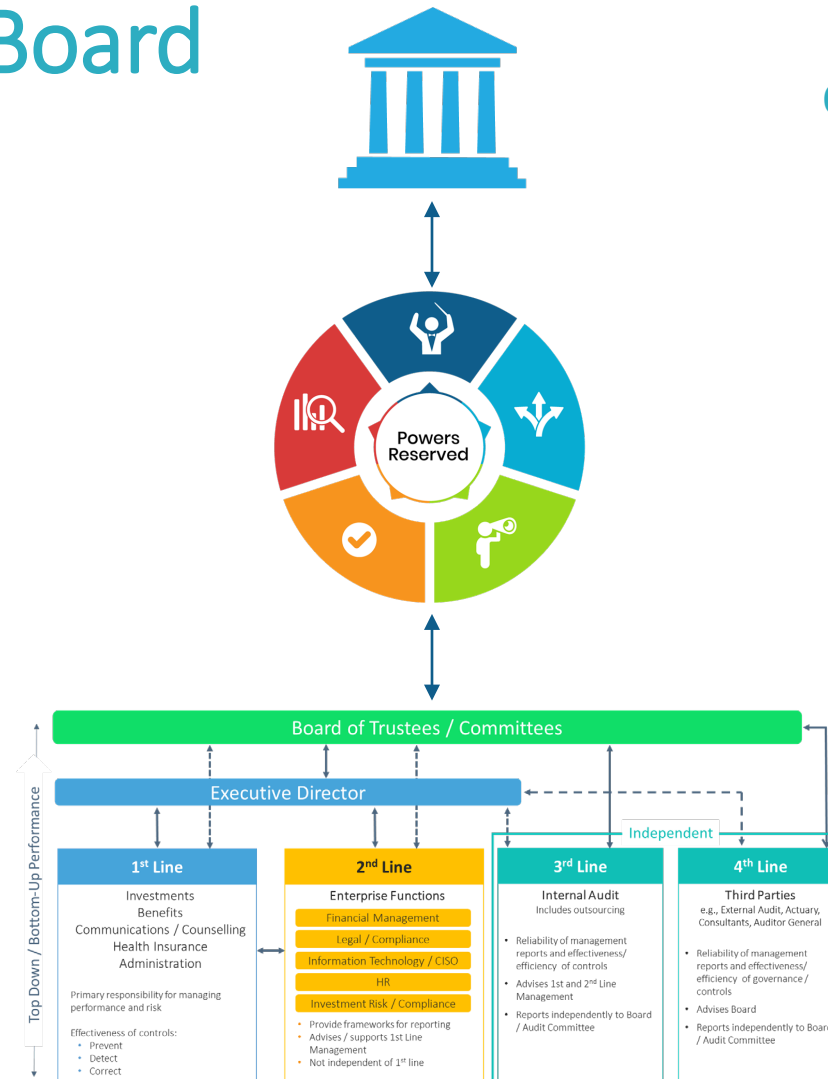 Board
Powers
Reserved
Board of Trustees / Committees
Executive Director
Top Down / Bottom-Up Performance
Independent
1st Line
Investments
Benefits
Communications / Counselling
Health Insurance
Administration
Primary responsibility for managing
performance and risk
Effectiveness of controls:
• Prevent
• Detect
• Correct
2nd Line
Enterprise Functions
Financial Management
Legal / Compliance
Information Technology / CISO
HR
Investment Risk / Compliance
• Provide frameworks for reporting
• Advises / supports 1st Line
Management
• Not independent of 1st line
3rd Line
Internal Audit
Includes outsourcing
• Reliability of management
reports and effectiveness/
efficiency of controls
• Advises 1st and 2nd Line
Management
• Reports independently to Board
/ Audit Committee
4th Line
Third Parties
e.g., External Audit, Actuary,
Consultants, Auditor General
• Reliability of management
reports and effectiveness/
efficiency of governance /
controls
• Advises Board
• Reports independently to Board
/ Audit Committee